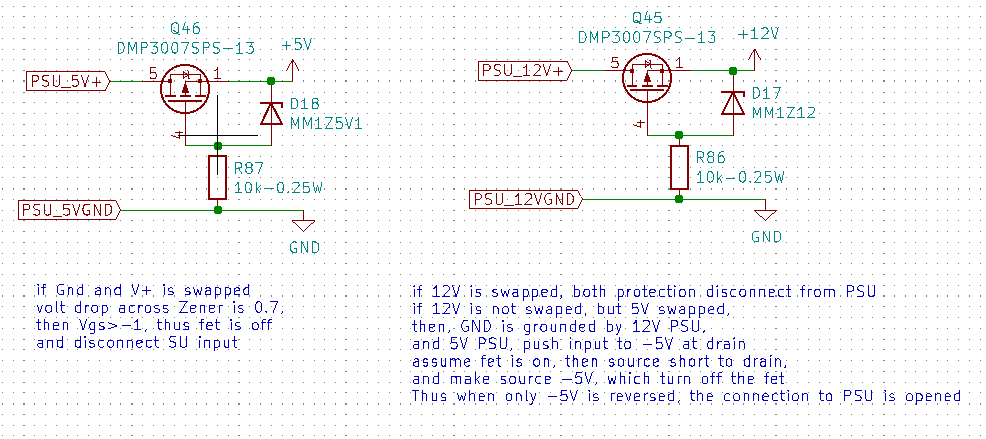 Q46
DMP3007SPS-13
+5V
PSU_5V+
5
1
4
D18
MM1Z5V1
R87
10k-0.25W
PSU_5VGND
GND
Q45
DMP3007SPS-13
+12V
PSU_12V+
5
1
4
D17
MM1Z12
R86
10k-0.25W
PSU_12VGND
GND
if Gnd and V+ is swapped
volt drop across Zener is 0.7,
then Vgs>-1, thus fet is off
and disconnect SU input
if 12V is swapped, both protection disconnect from PSU
if 12V is not swaped, but 5V swapped,
then, GND is grounded by 12V PSU,
and 5V PSU, push input to -5V at drain
assume fet is on, then source short to drain,
and make source -5V, which turn off the fet
Thus when only -5V is reversed, the connection to PSU is opened